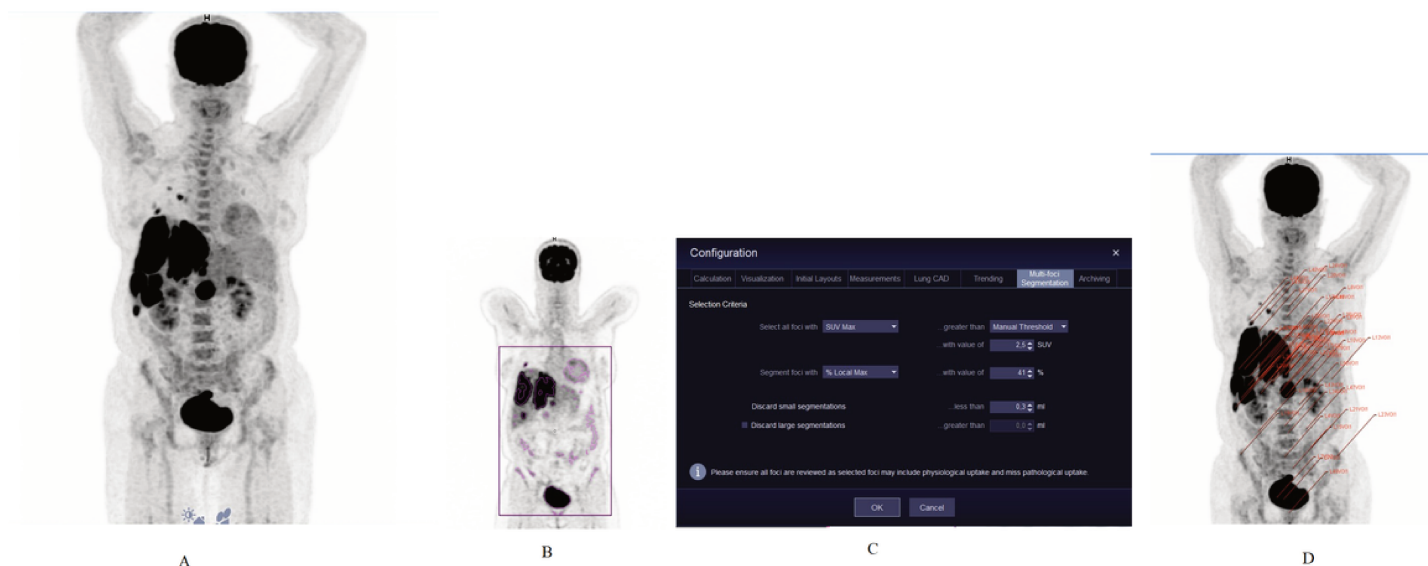 H
H
H
Configuration
×
Calculation Visualization Initial Layouts Measurements Lung CAD Trending Multi-foci Segmentation Archiving
Selection Criteria
Select all foci with SUV Max ...greater than Manual Threshold
...with value of 2,5 SUV
Segment foci with % Local Max ...with value of 41 %
Discard small segmentations ...less than 0,3 ml
Discard large segmentations ...greater than 0,0 ml
i Please ensure all foci are reviewed as selected foci may include physiological uptake and miss pathological uptake.
OK Cancel
A
B
C
D